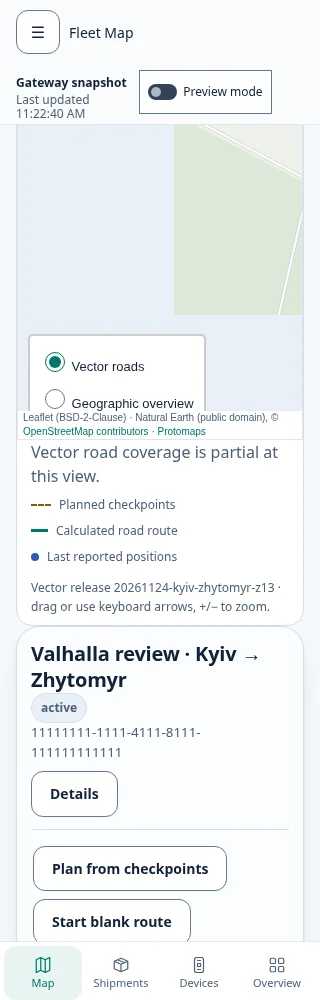 ☰ Fleet Map
Gateway snapshot
Last updated
11:22:40 AM
Preview mode
Vector roads
Geographic overview
Leaflet (BSD-2-Clause) · Natural Earth (public domain), ©
OpenStreetMap contributors · Protomaps
Vector road coverage is partial at
this view.
Planned checkpoints
Calculated road route
Last reported positions
Vector release 20261124-kyiv-zhytomyr-z13 ·
drag or use keyboard arrows, +/− to zoom.
Valhalla review · Kyiv →
Zhytomyr
active
11111111-1111-4111-8111-
111111111111
Details
Plan from checkpoints
Start blank route
Map Shipments Devices Overview